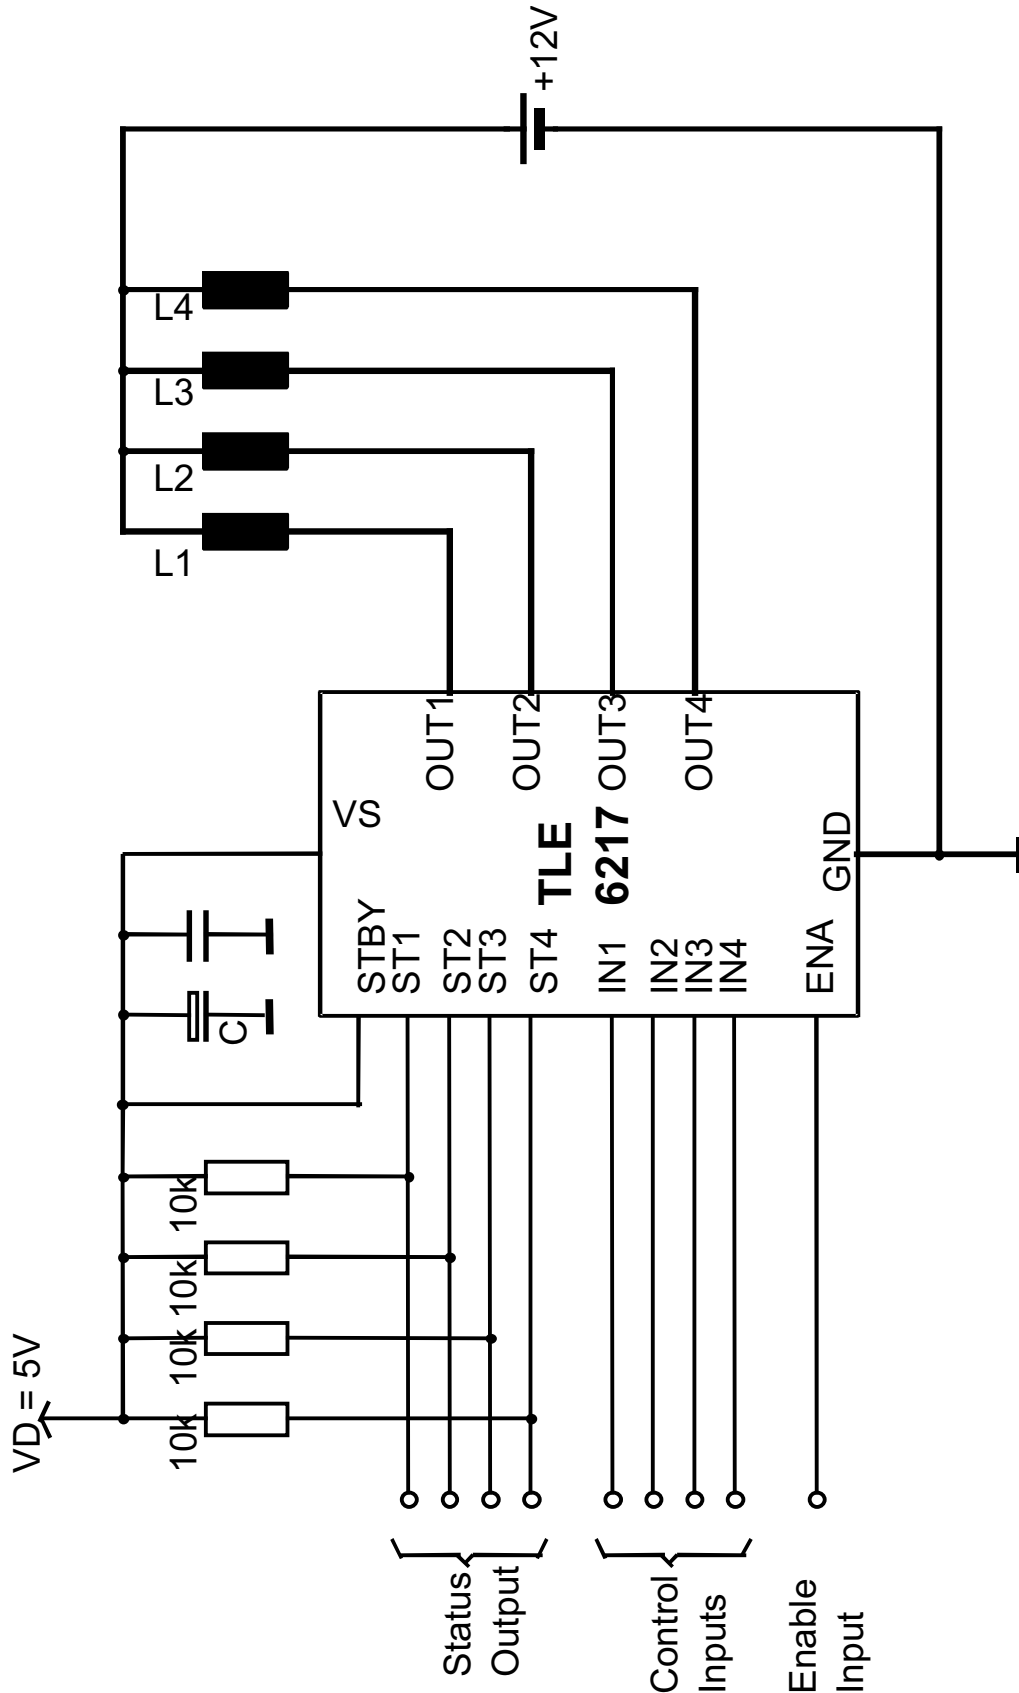 VD = 5V
10k
10k
10k
10k
C
+12V
L1
L2
L3
L4
VS
STBY
ST1
ST2
ST3
ST4
IN1
IN2
IN3
IN4
ENA
TLE
6217
OUT1
OUT2
OUT3
OUT4
GND
Status
Output
Control
Inputs
Enable
Input